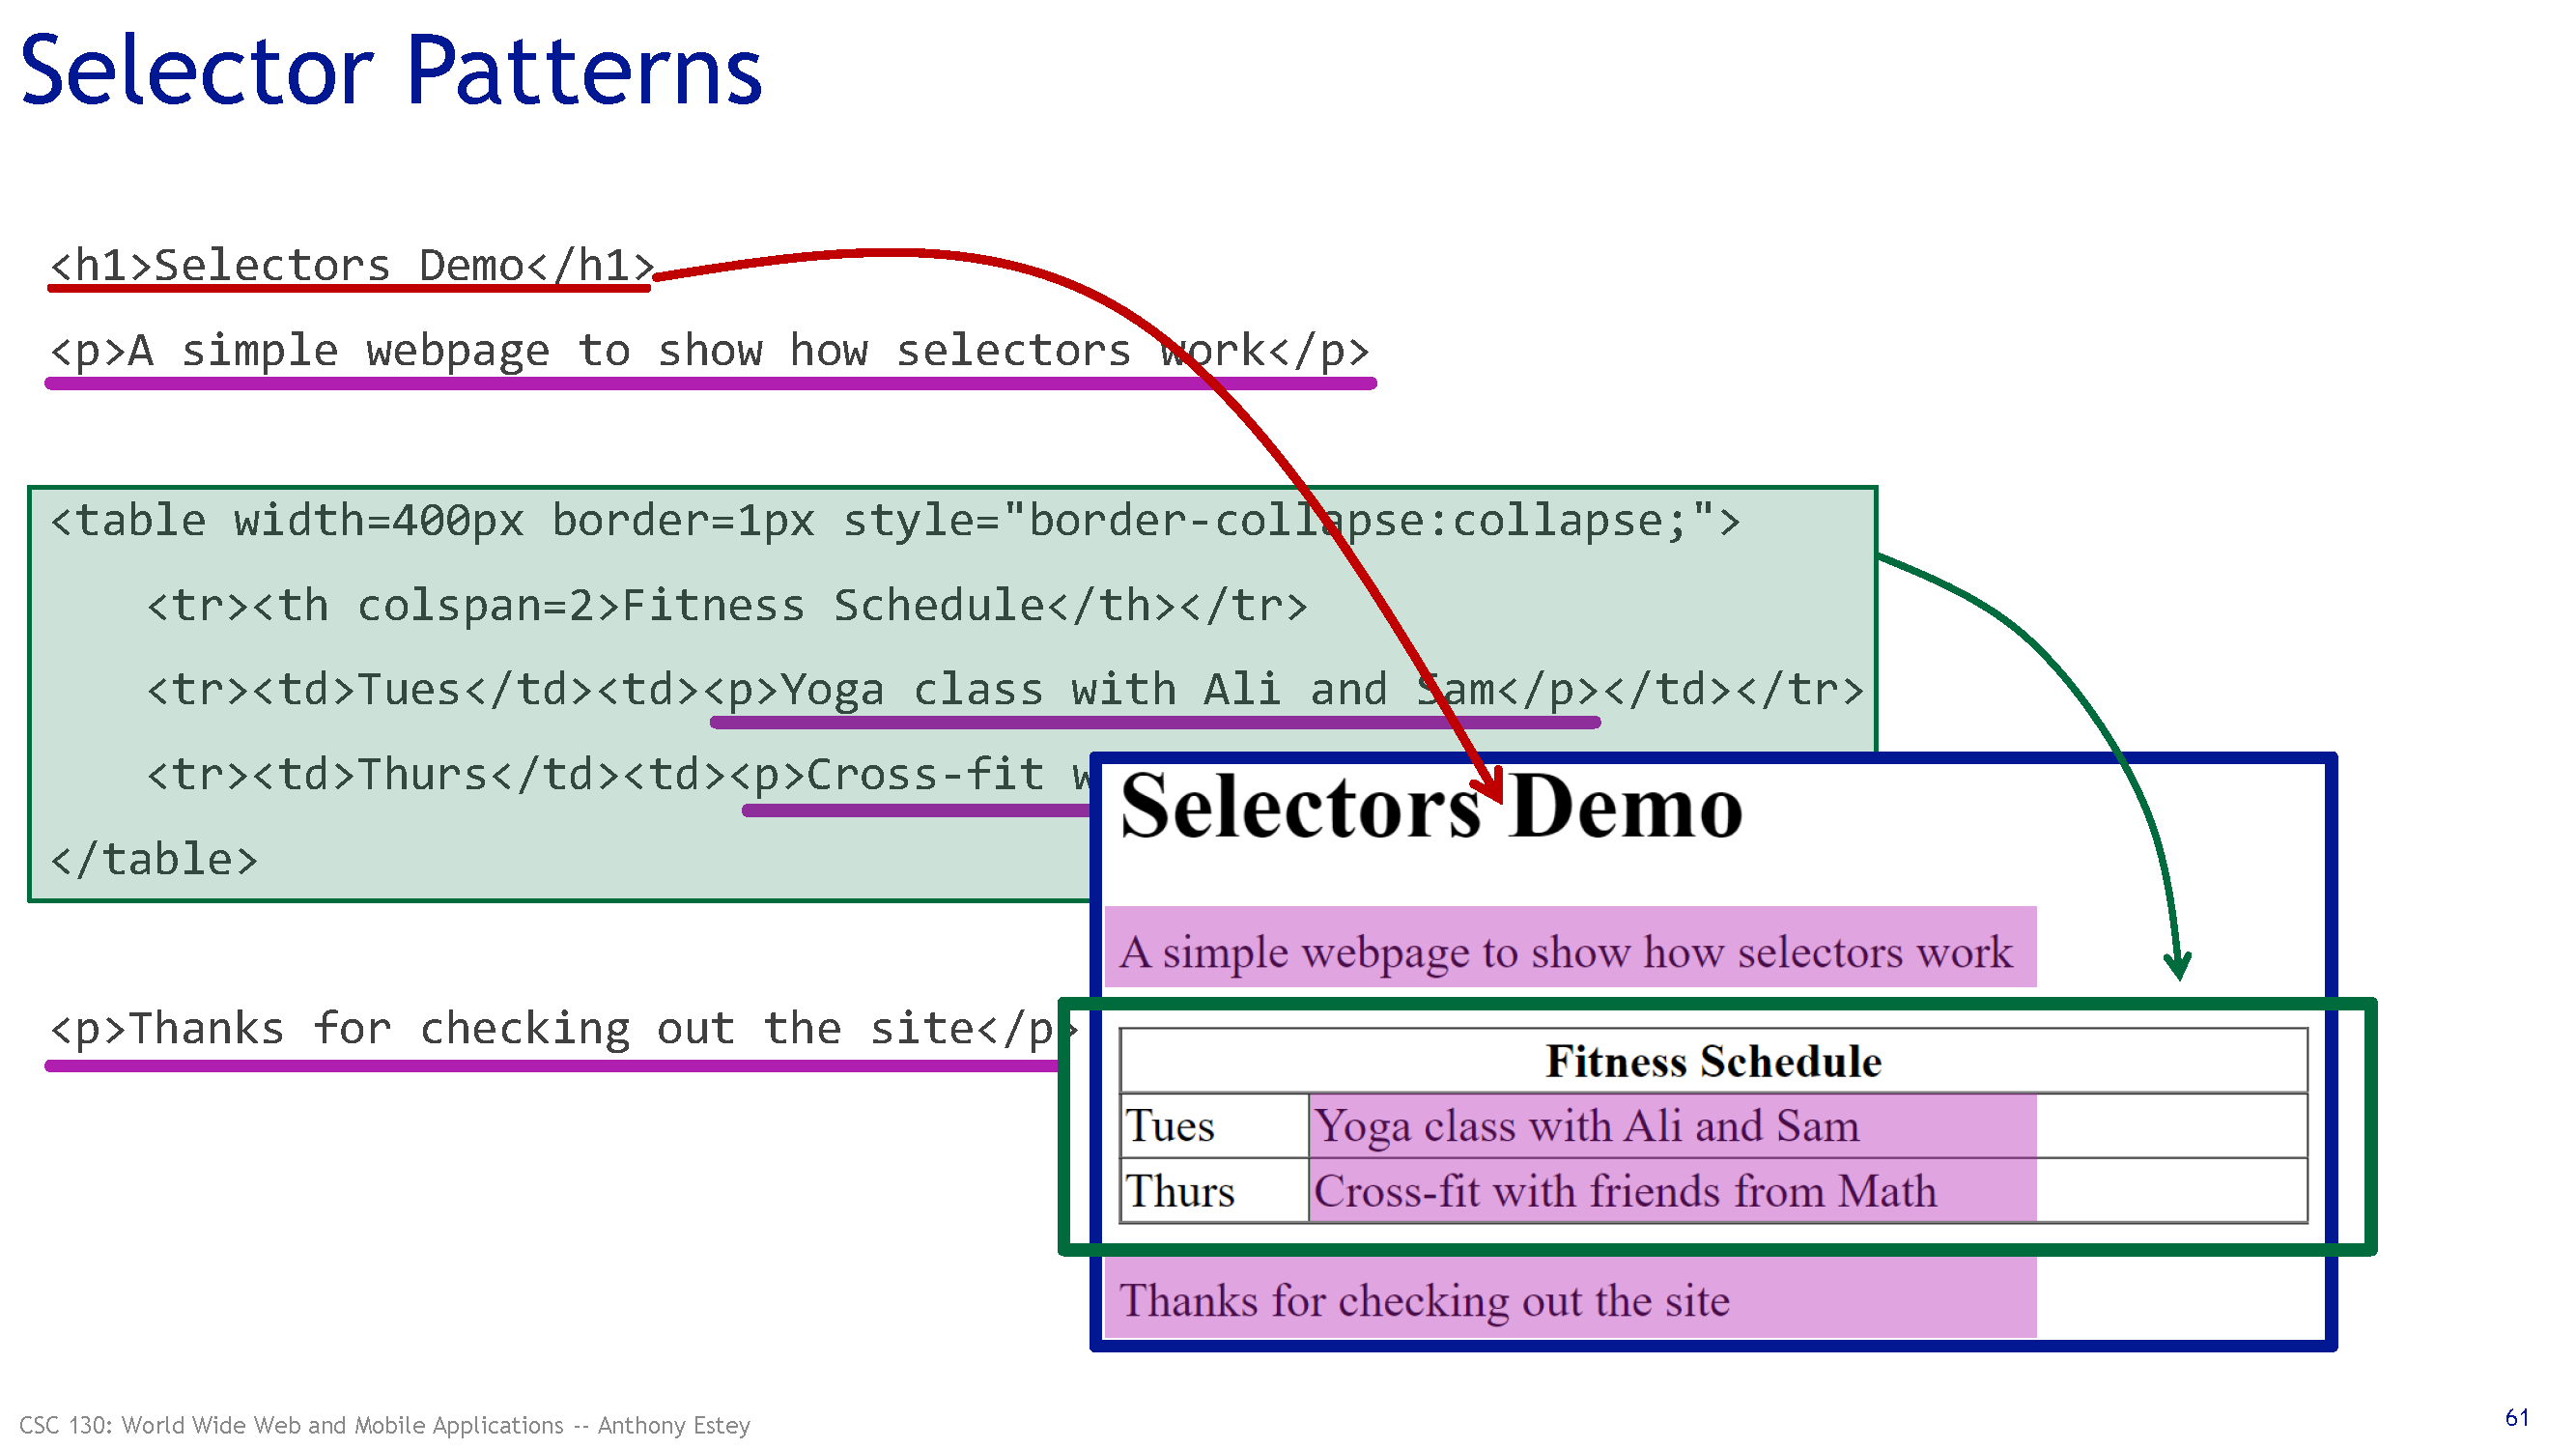 Selector Patterns
<h1>Selectors Demo</h1>
<p>A simple webpage to show how selectors work</p>
<table width=400px border=1px style="border-collapse:collapse;">
<tr><th colspan=2>Fitness Schedule</th></tr>
<tr><td>Tues</td><td><p>Yoga class with Ali and Sam</p></td></tr>
<tr><td>Thurs</td><td><p>Cross-fit
</table>
<p>Thanks for checking out the site</p>
Selectors Demo
A simple webpage to show how selectors work
Fitness Schedule
Tues Yoga class with Ali and Sam
Thurs Cross-fit with friends from Math
Thanks for checking out the site
CSC 130: World Wide Web and Mobile Applications -- Anthony Estey
61